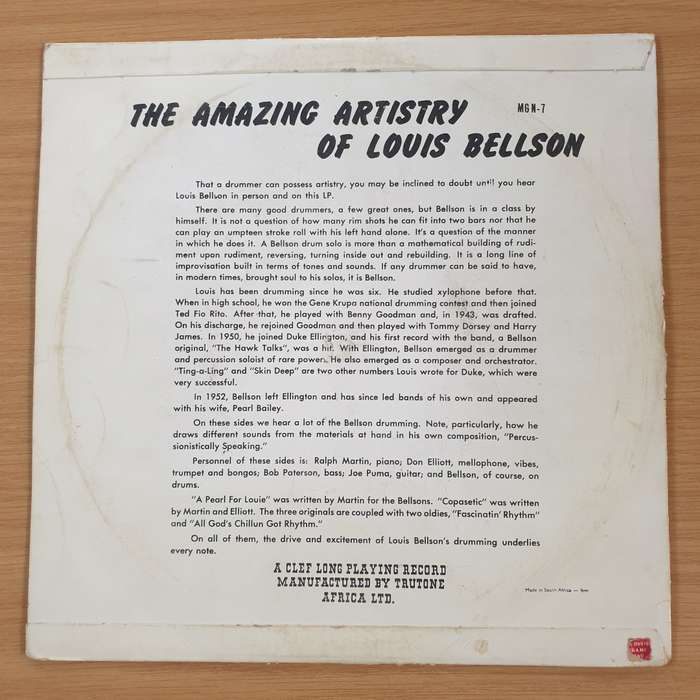 THE AMAZING ARTISTRY
MGN-7
OF LOUIS BELLSON
That a drummer can possess artistry, you may be inclined to doubt until you hear
Louis Bellson in person and on this LP.
There are many good drummers, a few great ones, but Bellson is in a class by
himself. It is not a question of how many rim shots he can fit into two bars nor that he
can play an umpteen stroke roll with his left hand alone. It's a question of the manner
in which he does it. A Bellson drum solo is more than a mathematical building of rudi-
ment upon rudiment, reversing, turning inside out and rebuilding. It is a long line of
improvisation built in terms of tones and sounds. If any drummer can be said to have,
in modern times, brought soul to his solos, it is Bellson.
Louis has been drumming since he was six. He studied xylophone before that.
When in high school, he won the Gene Krupa national drumming contest and then joined
Ted Fio Rito. After that, he played with Benny Goodman and, in 1943, was drafted.
On his discharge, he rejoined Goodman and then played with Tommy Dorsey and Harry
James. In 1950, he joined Duke Ellington, and his first record with the band, a Bellson
original, "The Hawk Talks", was a hit. With Ellington, Bellson emerged as a drummer
and percussion soloist of rare power. He also emerged as a composer and orchestrator.
"Ting-a-Ling" and "Skin Deep" are two other numbers Louis wrote for Duke, which were
very successful.
In 1952, Bellson left Ellington and has since led bands of his own and appeared
with his wife, Pearl Bailey.
On these sides we hear a lot of the Bellson drumming. Note, particularly, how he
draws different sounds from the materials at hand in his own composition, "Percus-
sionistically Speaking."
Personnel of these sides is: Ralph Martin, piano; Don Elliott, mellophone, vibes,
trumpet and bongos; Bob Paterson, bass; Joe Puma, guitar; and Bellson, of course, on
drums.
"A Pearl For Louie" was written by Martin for the Bellsons. "Copasetic" was written
by Martin and Elliott. The three originals are coupled with two oldies, "Fascinatin' Rhythm"
and "All God's Chillun Got Rhythm."
On all of them, the drive and excitement of Louis Bellson's drumming underlies
every note.
A CLEF LONG PLAYING RECORD
MANUFACTURED BY TRUTONE
AFRICA LTD.
Made in South Africa —